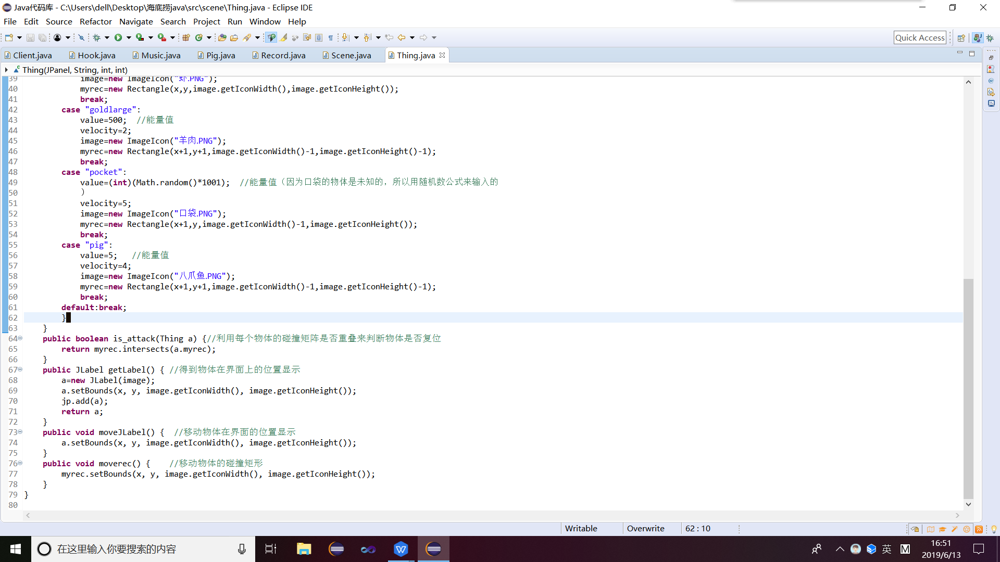 Java代码库 - C:\Users\dell\Desktop\海底捞java\src\scene\Thing.java - Eclipse IDE
File Edit Source Refactor Navigate Search Project Run Window Help
Quick Access
Client.java Hook.java Music.java Pig.java Record.java Scene.java Thing.java
Thing(JPanel, String, int, int)
39 image=new ImageIcon("虾.PNG");
40 myrec=new Rectangle(x,y,image.getIconWidth(),image.getIconHeight());
41 break;
42 case "goldlarge":
43 value=500; //能量值
44 velocity=2;
45 image=new ImageIcon("羊肉.PNG");
46 myrec=new Rectangle(x+1,y+1,image.getIconWidth()-1,image.getIconHeight()-1);
47 break;
48 case "pocket":
49 value=(int)(Math.random()*1001); //能量值（因为口袋的物体是未知的，所以用随机数公式来输入的
50 ）
51 velocity=5;
52 image=new ImageIcon("口袋.PNG");
53 myrec=new Rectangle(x+1,y,image.getIconWidth()-1,image.getIconHeight());
54 break;
55 case "pig":
56 value=5; //能量值
57 velocity=4;
58 image=new ImageIcon("八爪鱼.PNG");
59 myrec=new Rectangle(x+1,y+1,image.getIconWidth()-1,image.getIconHeight()-1);
60 break;
61 default:break;
62 }
63 }
64 public boolean is_attack(Thing a) {//利用每个物体的碰撞矩阵是否重叠来判断物体是否复位
65 return myrec.intersects(a.myrec);
66 }
67 public JLabel getLabel() { //得到物体在界面上的位置显示
68 a=new JLabel(image);
69 a.setBounds(x, y, image.getIconWidth(), image.getIconHeight());
70 jp.add(a);
71 return a;
72 }
73 public void moveJLabel() { //移动物体在界面的位置显示
74 a.setBounds(x, y, image.getIconWidth(), image.getIconHeight());
75 }
76 public void moverec() { //移动物体的碰撞矩形
77 myrec.setBounds(x, y, image.getIconWidth(), image.getIconHeight());
78 }
79 }
80
Writable Overwrite 62 : 10
在这里输入你要搜索的内容
英 M
16:51
2019/6/13